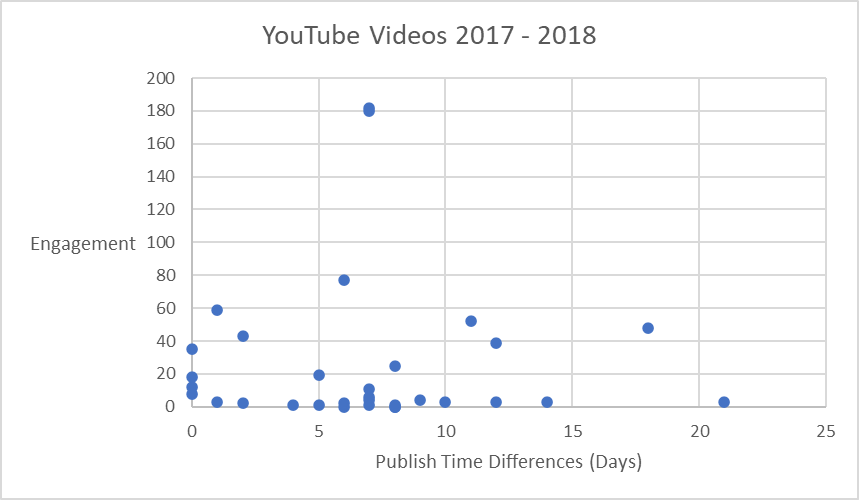 YouTube Videos 2017 - 2018
200
180
160
140
120
Engagement 100
80
60
40
20
0
0 5 10 15 20 25
Publish Time Differences (Days)